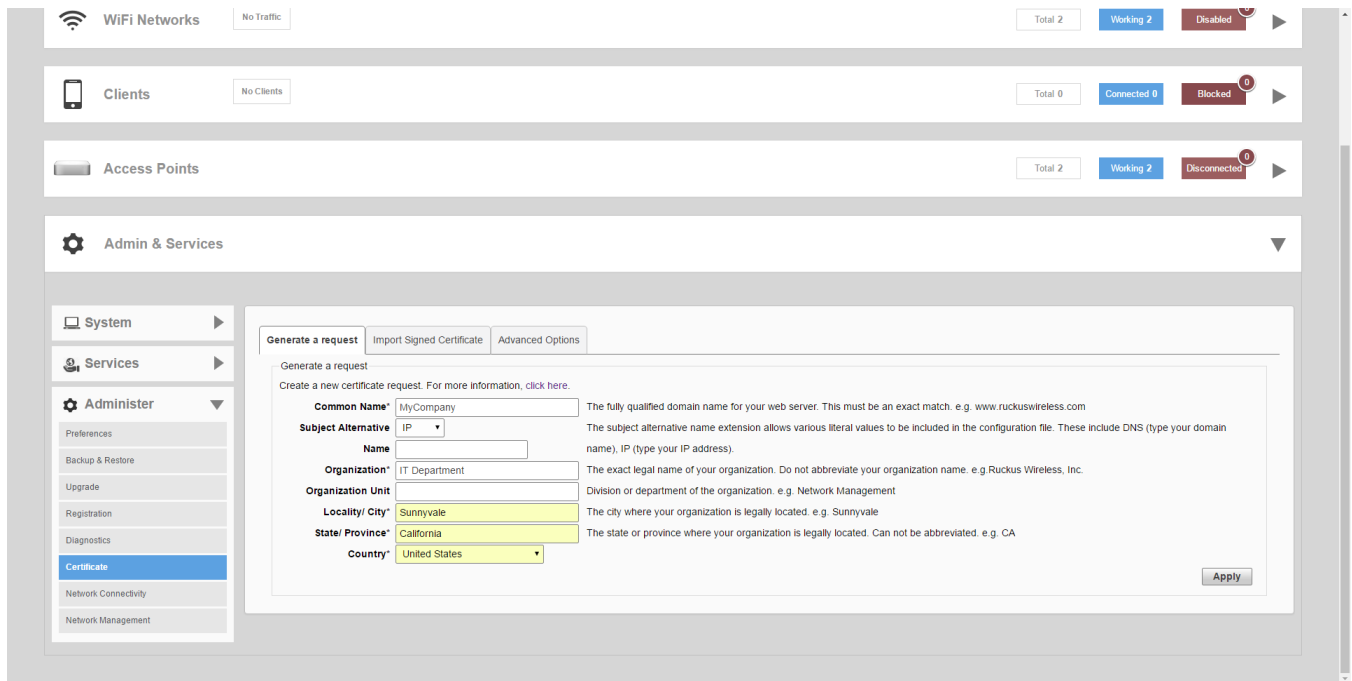 WiFi Networks No Traffic Total 2 Working 2 Disabled 0
Clients No Clients Total 0 Connected 0 Blocked 0
Access Points Total 2 Working 2 Disconnected 0
Admin & Services
System
Services
Administer
Preferences
Backup & Restore
Upgrade
Registration
Diagnostics
Certificate
Network Connectivity
Network Management
Generate a request Import Signed Certificate Advanced Options
Generate a request
Create a new certificate request. For more information, click here.
Common Name* MyCompany The fully qualified domain name for your web server. This must be an exact match. e.g. www.ruckuswireless.com
Subject Alternative IP The subject alternative name extension allows various literal values to be included in the configuration file. These include DNS (type your domain
Name name), IP (type your IP address).
Organization* IT Department The exact legal name of your organization. Do not abbreviate your organization name. e.g.Ruckus Wireless, Inc.
Organization Unit Division or department of the organization. e.g. Network Management
Locality/ City* Sunnyvale The city where your organization is legally located. e.g. Sunnyvale
State/ Province* California The state or province where your organization is legally located. Can not be abbreviated. e.g. CA
Country* United States
Apply